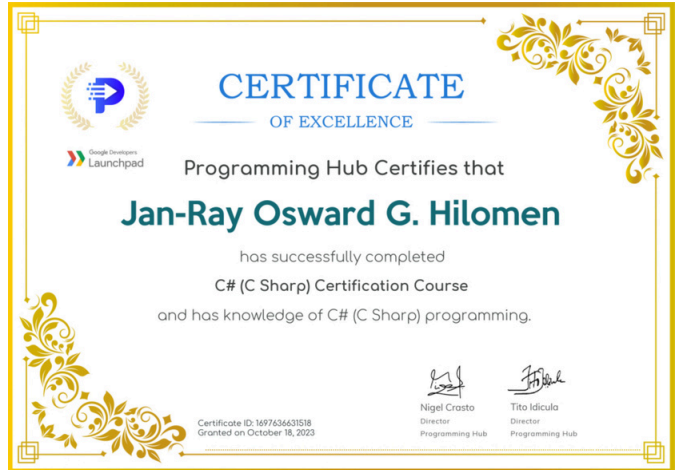 CERTIFICATE
OF EXCELLENCE
Google Developers
Launchpad
Programming Hub Certifies that
Jan-Ray Osward G. Hilomen
has successfully completed
C# (C Sharp) Certification Course
and has knowledge of C# (C Sharp) programming.
Nigel Crasto
Director
Programming Hub
Tito Idicula
Director
Programming Hub
Certificate ID: 1697636631518
Granted on October 18, 2023